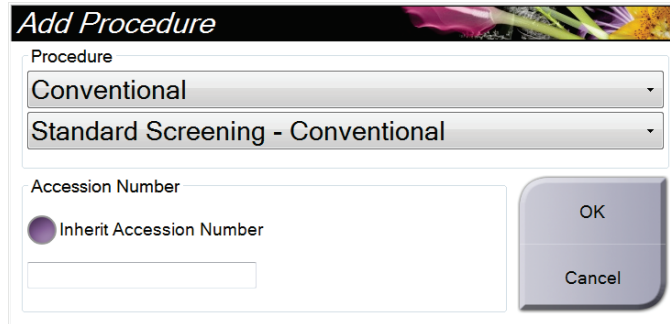 Add Procedure
Procedure
Conventional
Standard Screening - Conventional
Accession Number
Inherit Accession Number
OK
Cancel